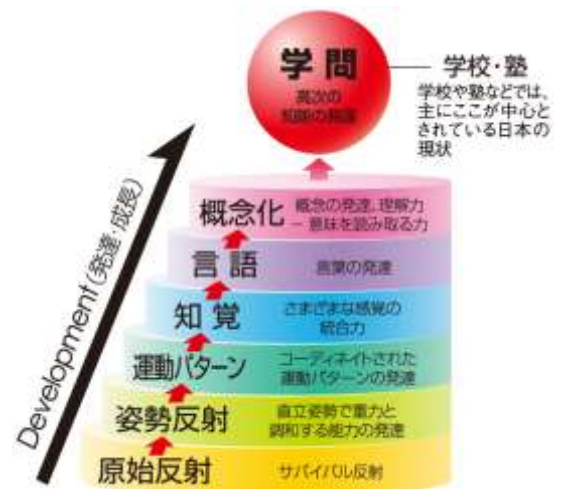 学問
高次の
知能の発達
学校・塾
学校や塾などでは、
主にここが中心と
されている日本の
現状
概念化
概念の発達、理解力
－意味を読み取る力
言語
言葉の発達
知覚
さまざまな感覚の
統合力
運動パターン
コーディネイトされた
運動パターンの発達
姿勢反射
直立姿勢で重力と
調和する能力の発達
原始反射
サバイバル反射
Development(発達・成長)